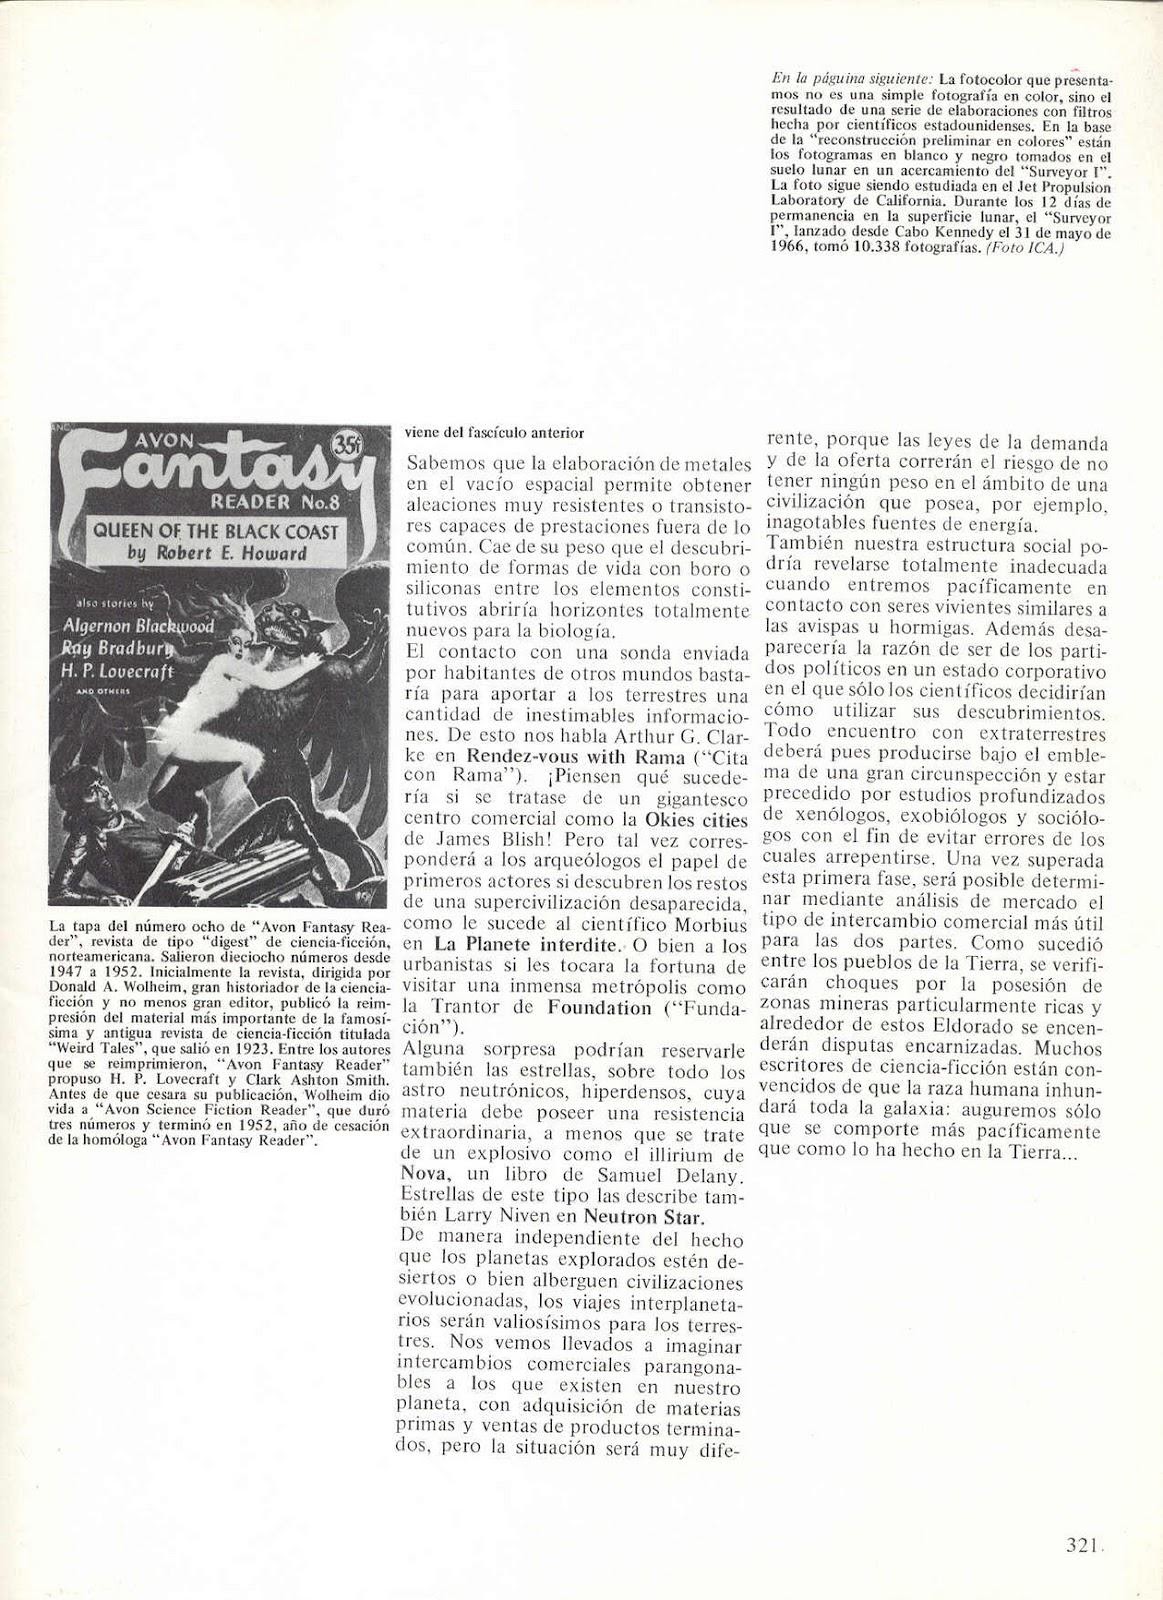 En la páguina siguiente: La fotocolor que presenta-
mos no es una simple fotografía en color, sino el
resultado de una serie de elaboraciones con filtros
hecha por científicos estadounidenses. En la base
de la "reconstrucción preliminar en colores" están
los fotogramas en blanco y negro tomados en el
suelo lunar en un acercamiento del "Surveyor I".
La foto sigue siendo estudiada en el Jet Propulsion
Laboratory de California. Durante los 12 días de
permanencia en la superficie lunar, el "Surveyor
I", lanzado desde Cabo Kennedy el 31 de mayo de
1966, tomó 10.338 fotografías. (Foto ICA.)
ANC
AVON
35¢
Fantasy
READER No.8
QUEEN OF THE BLACK COAST
by Robert E. Howard
also stories by
Algernon Blackwood
Ray Bradbury
H. P. Lovecraft
AND OTHERS
La tapa del número ocho de "Avon Fantasy Rea-
der", revista de tipo "digest" de ciencia-ficción,
norteamericana. Salieron dieciocho números desde
1947 a 1952. Inicialmente la revista, dirigida por
Donald A. Wolheim, gran historiador de la ciencia-
ficción y no menos gran editor, publicó la reim-
presión del material más importante de la famosí-
sima y antigua revista de ciencia-ficción titulada
"Weird Tales", que salió en 1923. Entre los autores
que se reimprimieron, "Avon Fantasy Reader"
propuso H. P. Lovecraft y Clark Ashton Smith.
Antes de que cesara su publicación, Wolheim dio
vida a "Avon Science Fiction Reader", que duró
tres números y terminó en 1952, año de cesación
de la homóloga "Avon Fantasy Reader".
viene del fascículo anterior
Sabemos que la elaboración de metales
en el vacío espacial permite obtener
aleaciones muy resistentes o transisto-
res capaces de prestaciones fuera de lo
común. Cae de su peso que el descubri-
miento de formas de vida con boro o
siliconas entre los elementos consti-
tutivos abriría horizontes totalmente
nuevos para la biología.
El contacto con una sonda enviada
por habitantes de otros mundos basta-
ría para aportar a los terrestres una
cantidad de inestimables informacio-
nes. De esto nos habla Arthur G. Clar-
ke en Rendez-vous with Rama ("Cita
con Rama"). ¡Piensen qué sucede-
ría si se tratase de un gigantesco
centro comercial como la Okies cities
de James Blish! Pero tal vez corres-
ponderá a los arqueólogos el papel de
primeros actores si descubren los restos
de una supercivilización desaparecida,
como le sucede al científico Morbius
en La Planete interdite. O bien a los
urbanistas si les tocara la fortuna de
visitar una inmensa metrópolis como
la Trantor de Foundation ("Funda-
ción").
Alguna sorpresa podrían reservarle
también las estrellas, sobre todo los
astro neutrónicos, hiperdensos, cuya
materia debe poseer una resistencia
extraordinaria, a menos que se trate
de un explosivo como el illirium de
Nova, un libro de Samuel Delany.
Estrellas de este tipo las describe tam-
bién Larry Niven en Neutron Star.
De manera independiente del hecho
que los planetas explorados estén de-
siertos o bien alberguen civilizaciones
evolucionadas, los viajes interplaneta-
rios serán valiosísimos para los terres-
tres. Nos vemos llevados a imaginar
intercambios comerciales parangona-
bles a los que existen en nuestro
planeta, con adquisición de materias
primas y ventas de productos termina-
dos, pero la situación será muy dife-
rente, porque las leyes de la demanda
y de la oferta correrán el riesgo de no
tener ningún peso en el ámbito de una
civilización que posea, por ejemplo,
inagotables fuentes de energía.
También nuestra estructura social po-
dría revelarse totalmente inadecuada
cuando entremos pacíficamente en
contacto con seres vivientes similares a
las avispas u hormigas. Además desa-
parecería la razón de ser de los parti-
dos políticos en un estado corporativo
en el que sólo los científicos decidirían
cómo utilizar sus descubrimientos.
Todo encuentro con extraterrestres
deberá pues producirse bajo el emble-
ma de una gran circunspección y estar
precedido por estudios profundizados
de xenólogos, exobiólogos y sociólo-
gos con el fin de evitar errores de los
cuales arrepentirse. Una vez superada
esta primera fase, será posible determi-
nar mediante análisis de mercado el
tipo de intercambio comercial más útil
para las dos partes. Como sucedió
entre los pueblos de la Tierra, se verifi-
carán choques por la posesión de
zonas mineras particularmente ricas y
alrededor de estos Eldorado se encen-
derán disputas encarnizadas. Muchos
escritores de ciencia-ficción están con-
vencidos de que la raza humana inhun-
dará toda la galaxia: auguremos sólo
que se comporte más pacíficamente
que como lo ha hecho en la Tierra...
321.